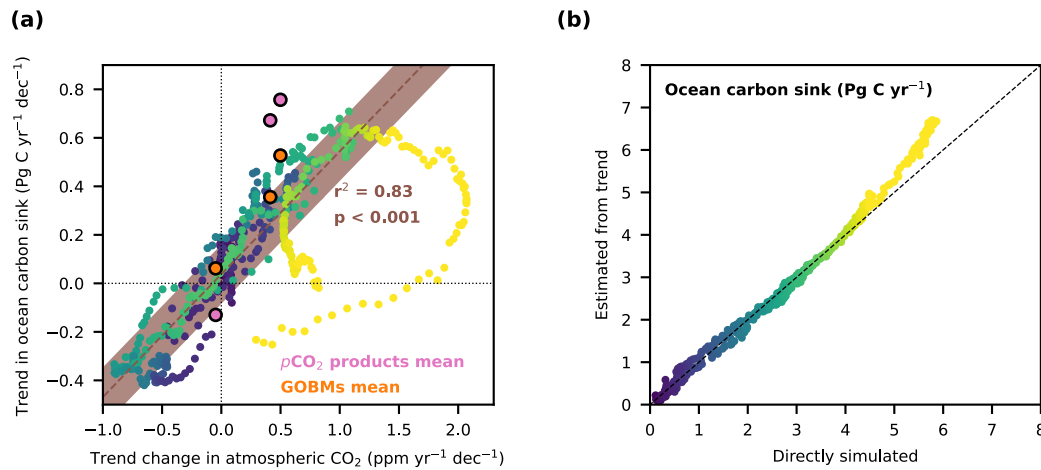 (a)
Trend in ocean carbon sink (Pg C yr⁻¹ dec⁻¹)
0.8
0.6
0.4
0.2
0.0
−0.2
−0.4
r² = 0.83
p < 0.001
pCO₂ products mean
GOBMs mean
−1.0 −0.5 0.0 0.5 1.0 1.5 2.0
Trend change in atmospheric CO₂ (ppm yr⁻¹ dec⁻¹)
(b)
Estimated from trend
8
7
6
5
4
3
2
1
0
Ocean carbon sink (Pg C yr⁻¹)
0 1 2 3 4 5 6 7 8
Directly simulated